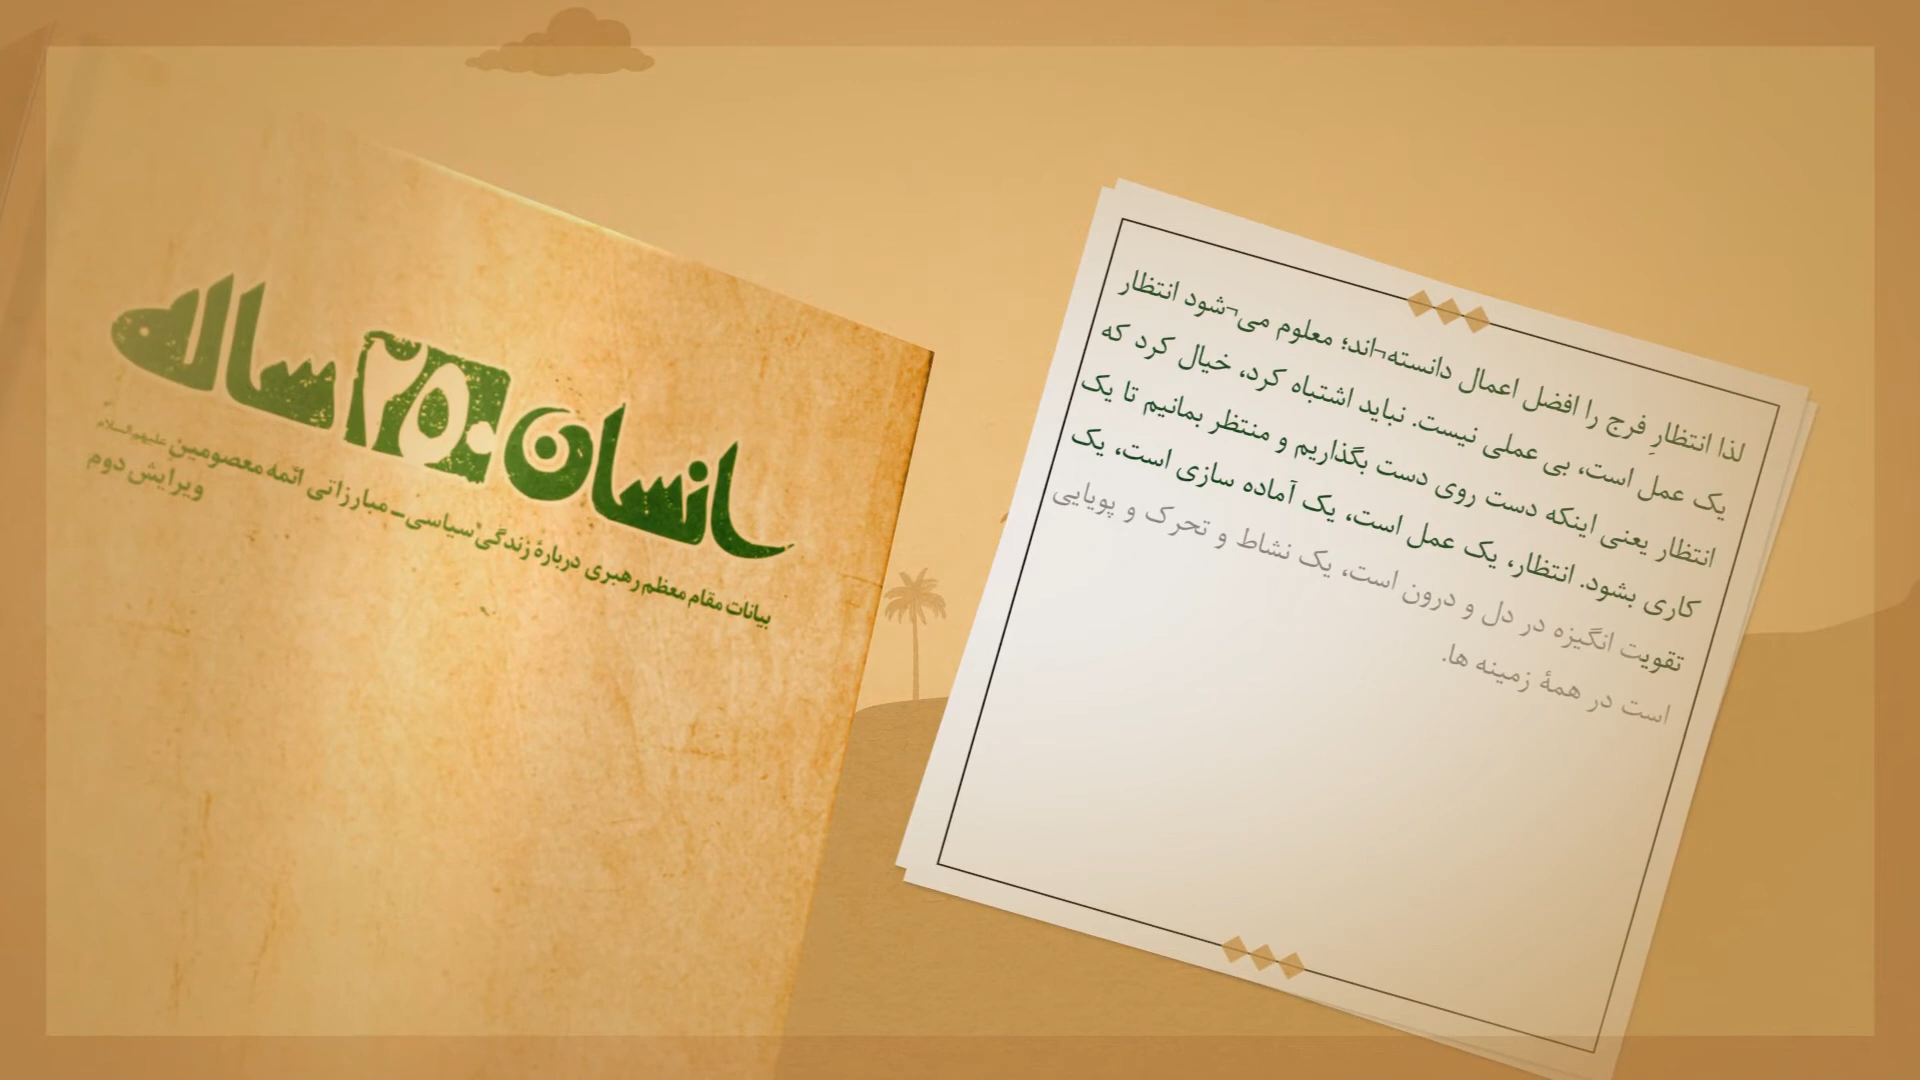 انسان ۲۵۰ ساله
بیانات مقام معظم رهبری دربارهٔ زندگی سیاسی ـ مبارزاتی ائمه معصومین علیهم‌السلام
ویرایش دوم
لذا انتظارِ فرج را افضل اعمال دانسته¬اند؛ معلوم می¬شود انتظار
یک عمل است، بی عملی نیست. نباید اشتباه کرد، خیال کرد که
انتظار یعنی اینکه دست روی دست بگذاریم و منتظر بمانیم تا یک
کاری بشود. انتظار، یک عمل است، یک آماده سازی است، یک
تقویت انگیزه در دل و درون است، یک نشاط و تحرک و پویایی
است در همهٔ زمینه ها.